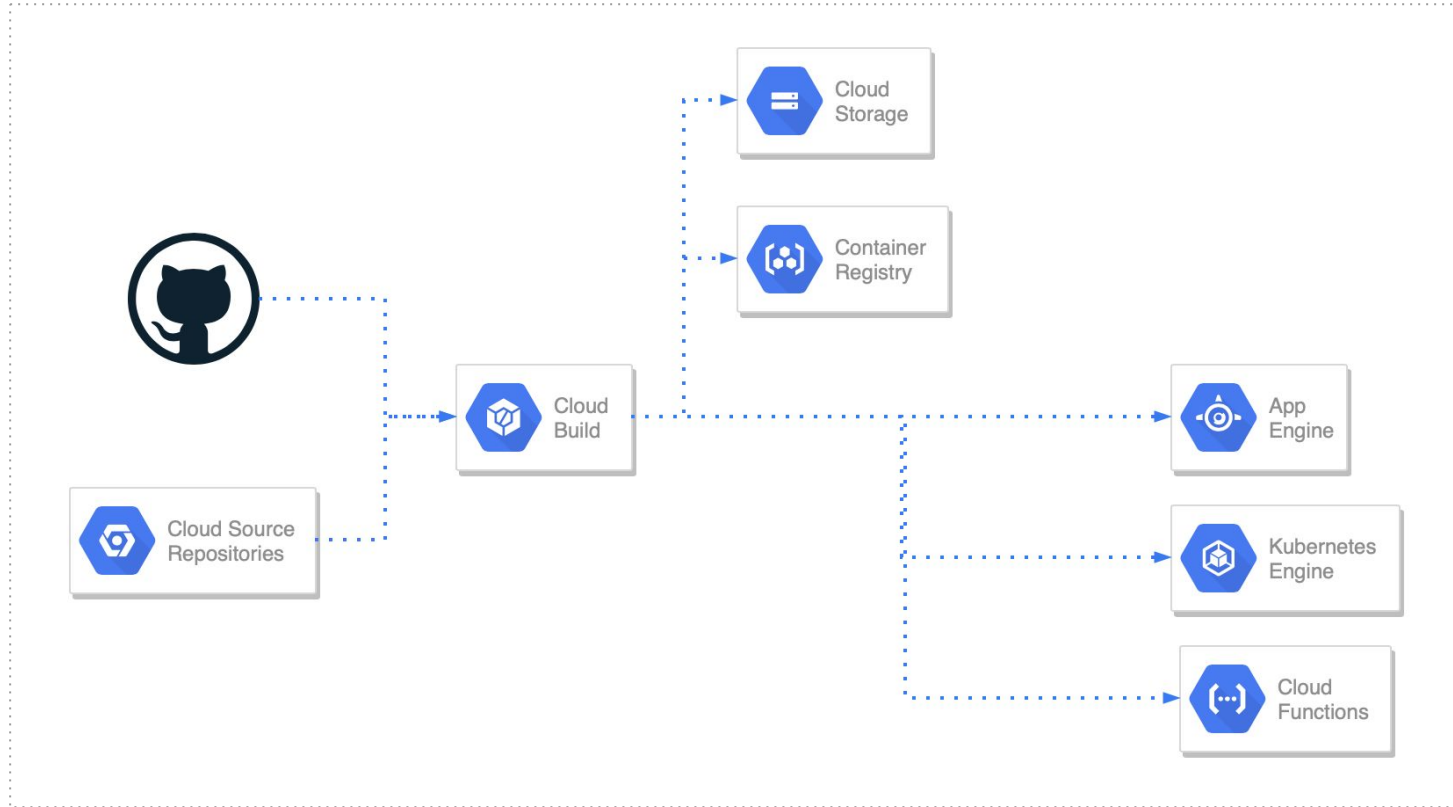 Cloud
Storage
Container
Registry
Cloud
Build
App
Engine
Cloud Source
Repositories
Kubernetes
Engine
Cloud
Functions